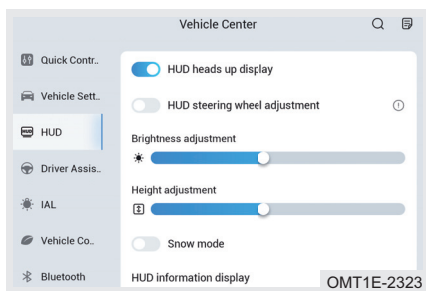 Vehicle Center
Quick Contr..
HUD heads up display
Vehicle Sett..
HUD steering wheel adjustment
HUD
Brightness adjustment
Driver Assis..
Height adjustment
IAL
Vehicle Co..
Snow mode
Bluetooth
HUD information display
OMT1E-2323